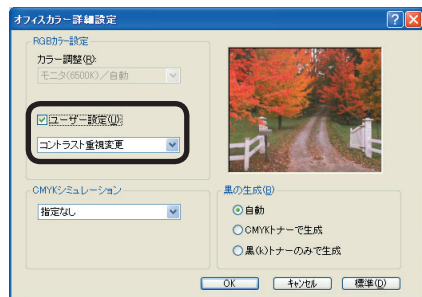 オフィスカラー詳細設定
RGBカラー設定
カラー調整(R):
モニタ(6500K)／自動
ユーザー設定(U):
コントラスト重視変更
CMYKシミュレーション
指定なし
黒の生成(B)
自動
CMYKトナーで生成
黒(k)トナーのみで生成
OK キャンセル 標準(D)